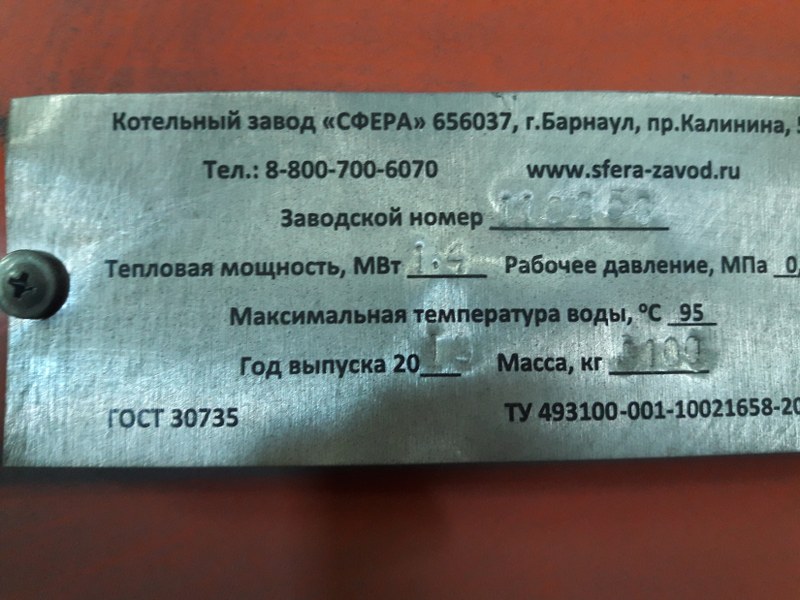 Котельный завод «СФЕРА» 656037, г.Барнаул, пр.Калинина,
Тел.: 8-800-700-6070 www.sfera-zavod.ru
Заводской номер
Тепловая мощность, МВт 1.4 Рабочее давление, МПа 0,
Максимальная температура воды, °С 95
Год выпуска 20 Масса, кг
ГОСТ 30735 ТУ 493100-001-10021658-20